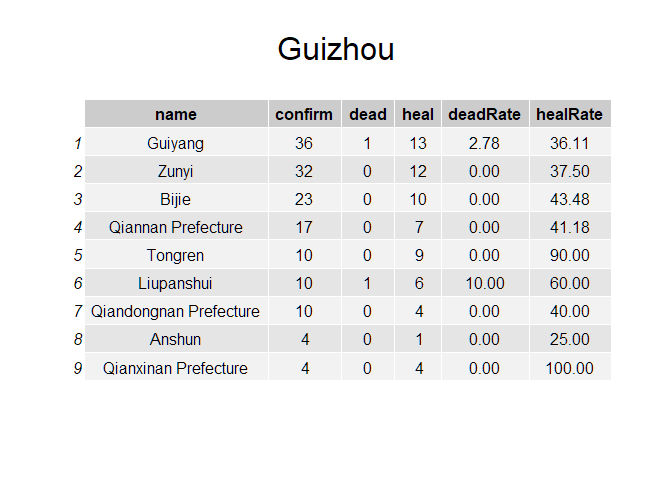 Guizhou
name confirm dead heal deadRate healRate
1 Guiyang 36 1 13 2.78 36.11
2 Zunyi 32 0 12 0.00 37.50
3 Bijie 23 0 10 0.00 43.48
4 Qiannan Prefecture 17 0 7 0.00 41.18
5 Tongren 10 0 9 0.00 90.00
6 Liupanshui 10 1 6 10.00 60.00
7 Qiandongnan Prefecture 10 0 4 0.00 40.00
8 Anshun 4 0 1 0.00 25.00
9 Qianxinan Prefecture 4 0 4 0.00 100.00